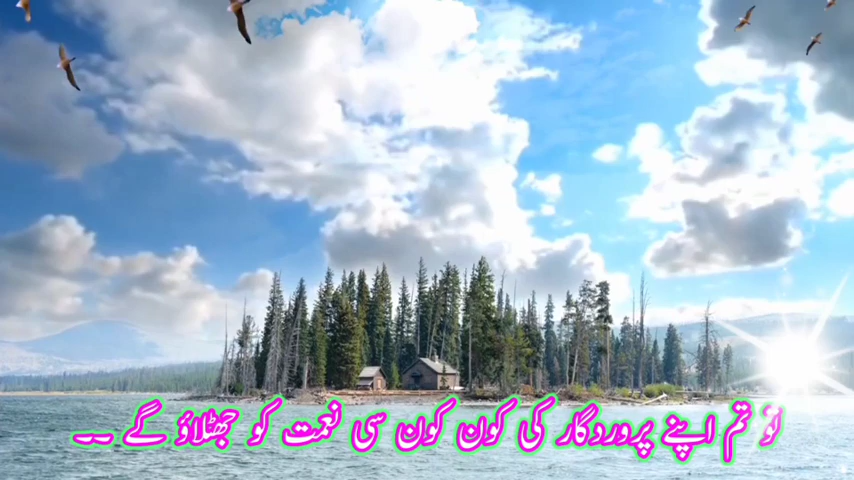 تو تم اپنے پروردگار کی کون کون سی نعمت کو جھٹلاؤ گے ۔۔